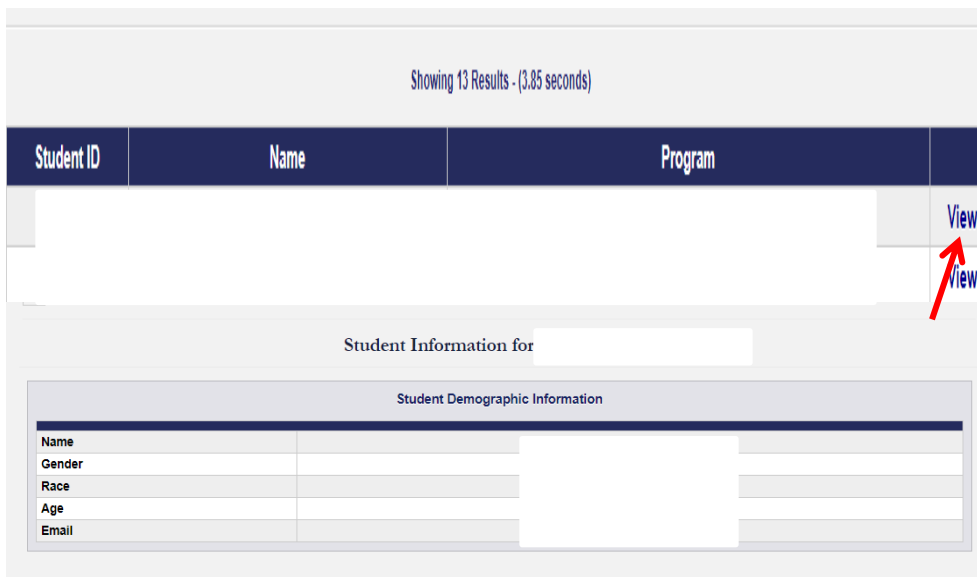 Showing 13 Results - (3.85 seconds)
Student ID Name Program
View
View
Student Information for
Student Demographic Information
Name
Gender
Race
Age
Email